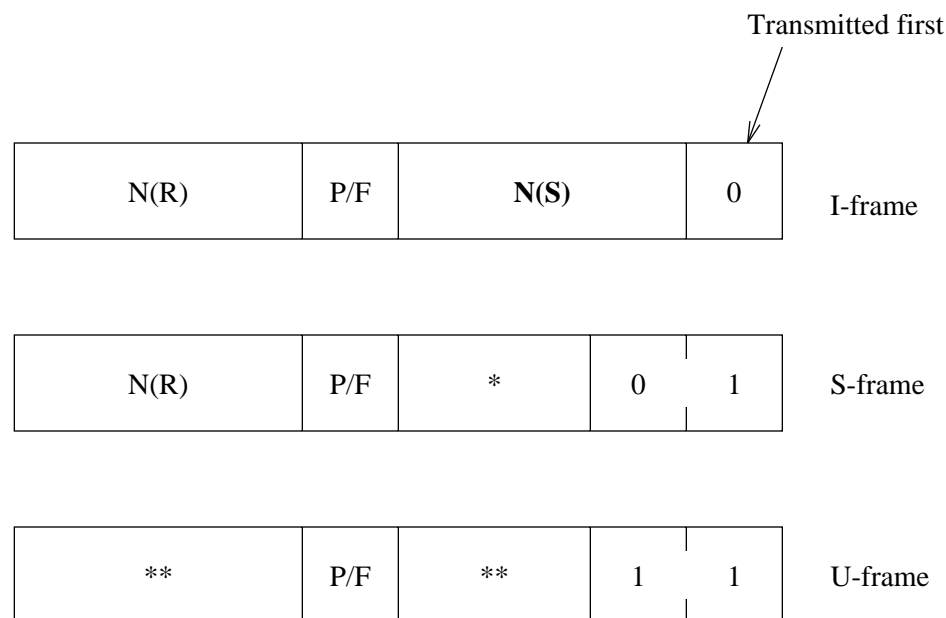 Transmitted first
N(R) P/F N(S) 0 I-frame
N(R) P/F * 0 1 S-frame
** P/F ** 1 1 U-frame